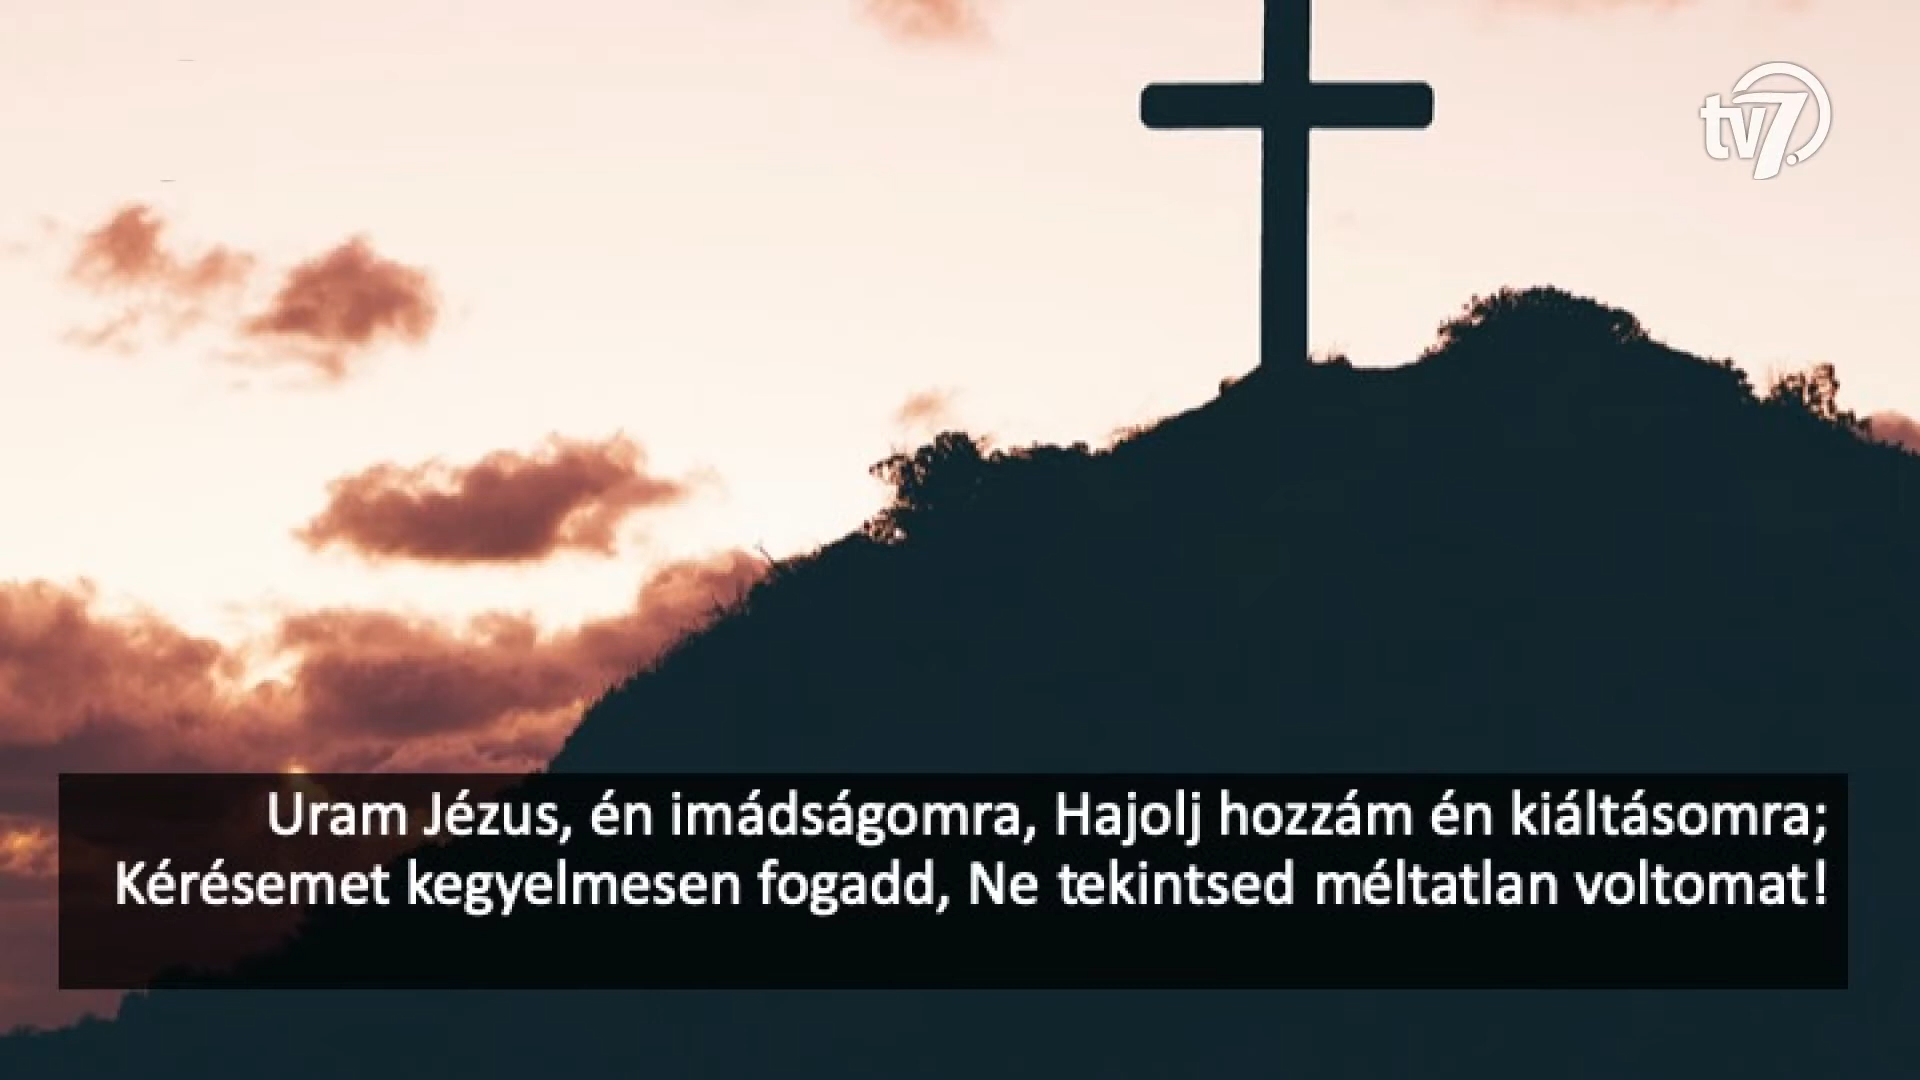 tv7.
Uram Jézus, én imádságomra, Hajolj hozzám én kiáltásomra;
Kérésemet kegyelmesen fogadd, Ne tekintsed méltatlan voltomat!